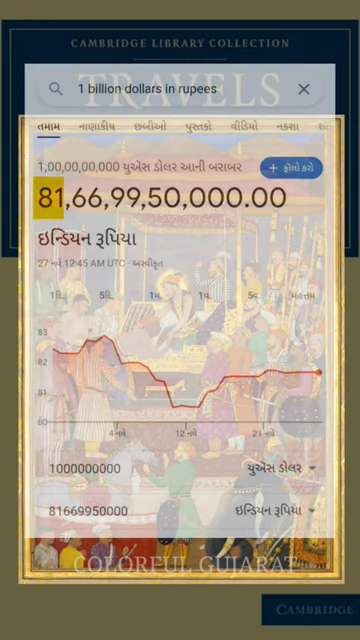 CAMBRIDGE LIBRARY COLLECTION
TRAVELS
1 billion dollars in rupees
તમામ નાણાકીય છબીઓ પુસ્તકો વીડિયો નકશા
1,00,00,00,000 યુએસ ડોલર આની બરાબર
+ ફૉલો કરો
81,66,99,50,000.00
ઇન્ડિયન રૂપિયા
27 નવે 12:45 AM UTC · અસ્વીકૃત
1દિ. 5દિ. 1મ. 1વ. 5વ. મહત્તમ
83
82
81
80
4 નવે 12 નવે 21 નવે
1000000000 યુએસ ડોલર
81669950000 ઇન્ડિયન રૂપિયા
COLORFUL GUJARAT
CAMBRIDGE